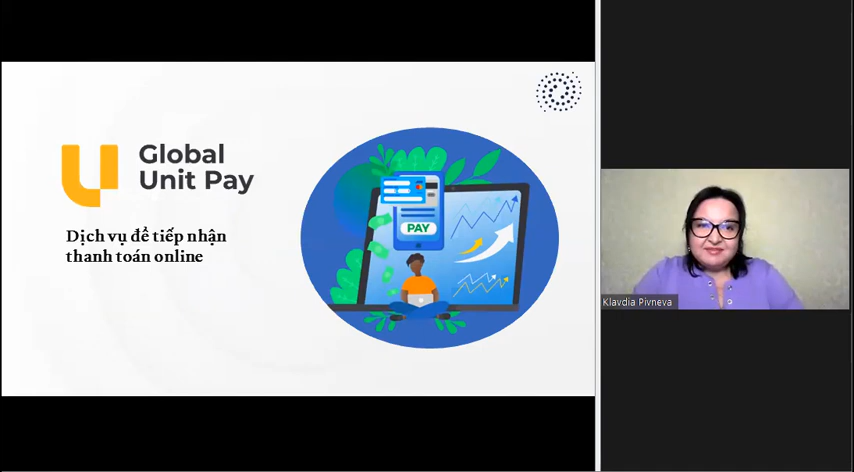 Global
Unit Pay
Dịch vụ để tiếp nhận
thanh toán online
PAY
Klavdia Pivneva